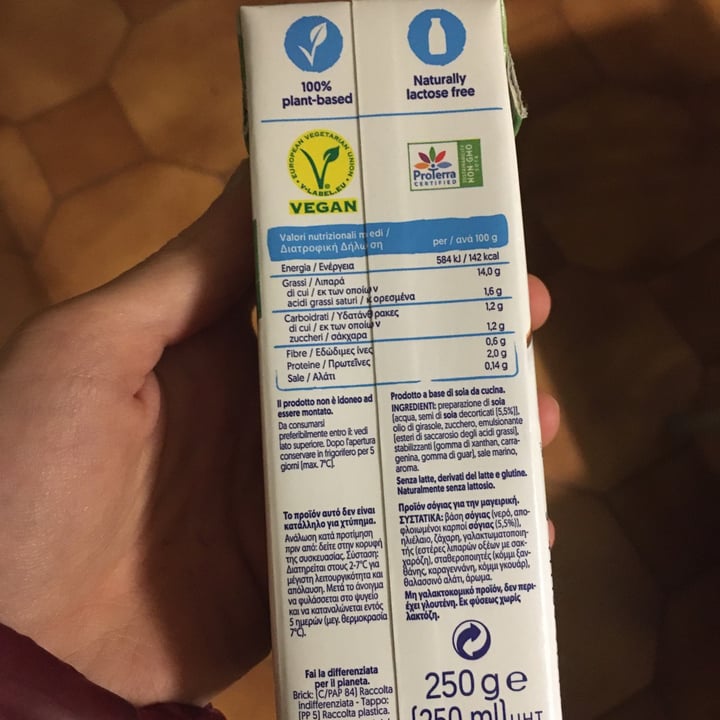 100%
plant-based
Naturally
lactose free
EUROPEAN VEGETARIAN UNION
V-LABEL.EU
VEGAN
ProTerra
CERTIFIED
NON GMO
Valori nutrizionali medi /
Διατροφική Δήλωση
per / ανά 100 g
Energia / Ενέργεια 584 kJ / 142 kcal
Grassi / Λιπαρά 14,0 g
di cui / εκ των οποίων
acidi grassi saturi / κορεσμένα 1,6 g
Carboidrati / Υδατάνθρακες 1,2 g
di cui / εκ των οποίων
zuccheri / σάκχαρα 1,2 g
Fibre / Εδώδιμες ίνες 0,6 g
Proteine / Πρωτεΐνες 2,0 g
Sale / Αλάτι 0,14 g
Il prodotto non è idoneo ad
essere montato.
Da consumarsi
preferibilmente entro il: vedi
lato superiore. Dopo l'apertura
conservare in frigorifero per 5
giorni (max. 7°C).
Το προϊόν αυτό δεν είναι
κατάλληλο για χτύπημα.
Ανάλωση κατά προτίμηση
πριν από: δείτε στην κορυφή
της συσκευασίας. Σύσταση:
Διατηρείται στους 2-7°C για
μέγιστη λειτουργικότητα και
απόλαυση. Μετά το άνοιγμα
να φυλάσσεται στο ψυγείο
και να καταναλώνεται εντός
5 ημερών (μεγ. θερμοκρασία
7°C).
Fai la differenziata
per il pianeta.
Brick: (C/PAP 84) Raccolta
indifferenziata - Tappo:
(PP 5) Raccolta plastica.
Prodotto a base di soia da cucina.
INGREDIENTI: preparazione di soia
[acqua, semi di soia decorticati (5,5%)],
olio di girasole, zucchero, emulsionante
(esteri di saccarosio degli acidi grassi),
stabilizzanti (gomma di xanthan, carra-
genina, gomma di guar), sale marino,
aroma.
Senza latte, derivati del latte e glutine.
Naturalmente senza lattosio.
Προϊόν σόγιας για την μαγειρική.
ΣΥΣΤΑΤΙΚΑ: βάση σόγιας (νερό, απο-
φλοιωμένοι καρποί σόγιας (5,5%)),
ηλιέλαιο, ζάχαρη, γαλακτωματοποιη-
τής (εστέρες λιπαρών οξέων με σακ-
χαρόζη), σταθεροποιητές (κόμμι ξαν-
θάνης, καραγεννάνη, κόμμι γκουάρ),
θαλασσινό αλάτι, άρωμα.
Μη γαλακτοκομικό προϊόν, δεν περι-
έχει γλουτένη. Εκ φύσεως χωρίς
λακτόζη.
250 g e
(250 ml) UHT